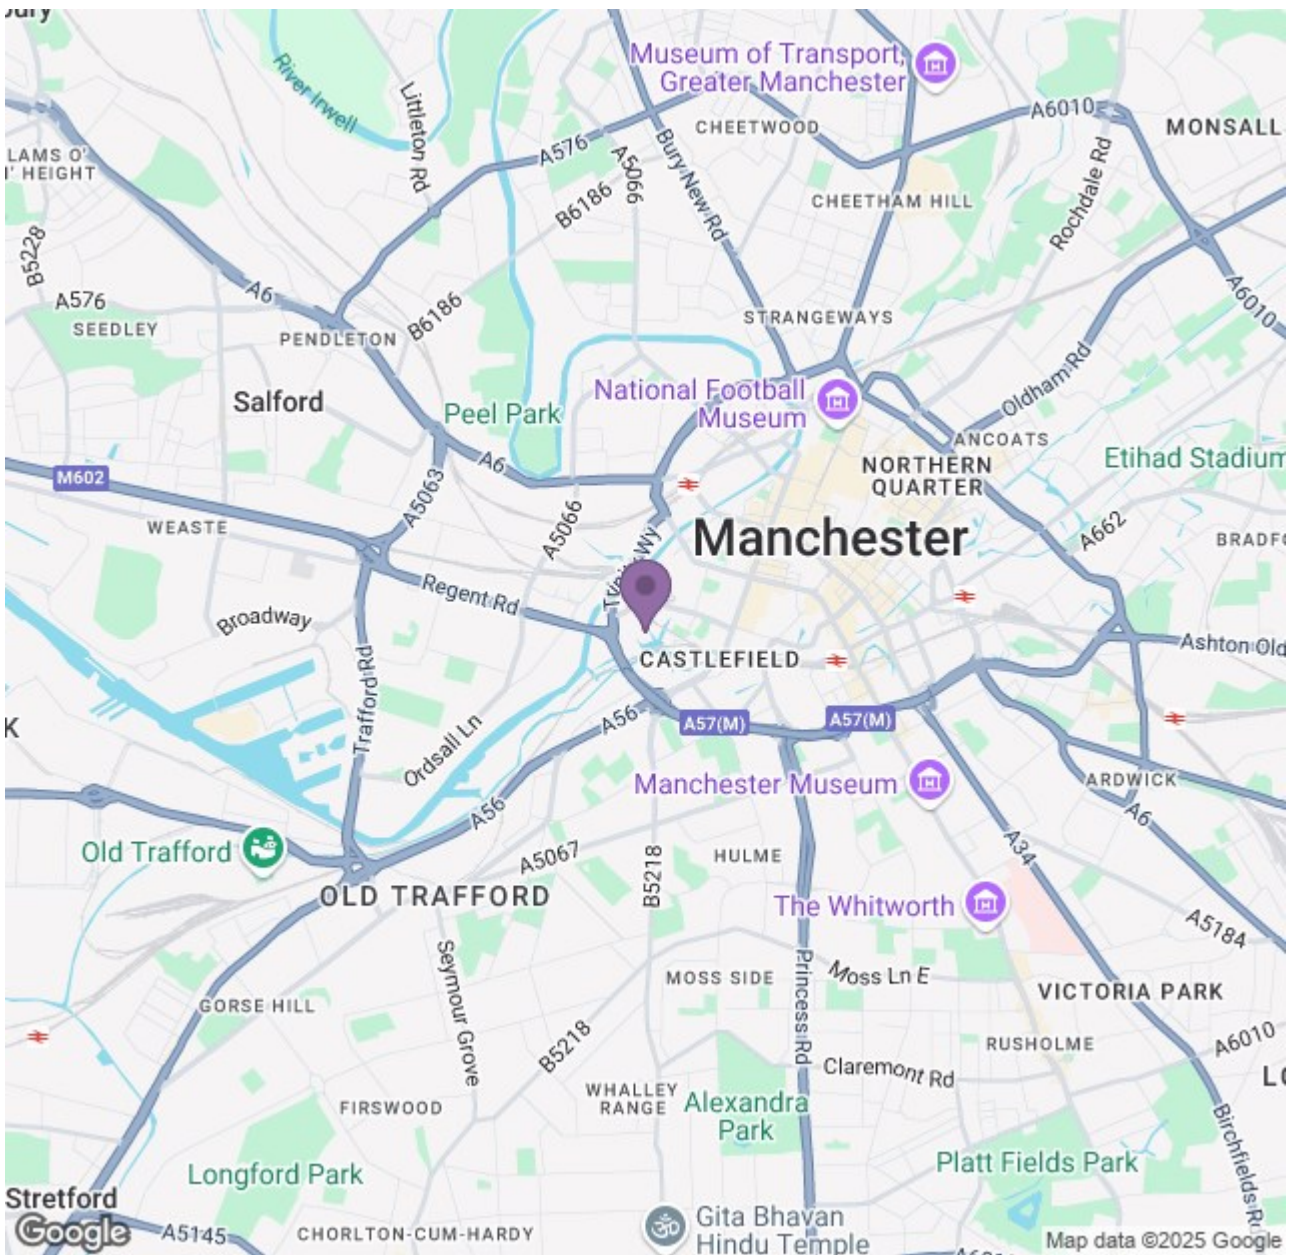 Museum of Transport,
Greater Manchester
River Irwell
Littleton Rd
A576
A5066
Bury New Rd
CHEETWOOD
A6010
MONSALL
B6186
CHEETHAM HILL
Rochdale Rd
B5228
A576
SEEDLEY
A6
PENDLETON
B6186
STRANGEWAYS
A6010
Oldham Rd
Salford
Peel Park
National Football
Museum
ANCOATS
NORTHERN
QUARTER
Etihad Stadium
M602
A6
A5063
WEASTE
A5066
Manchester
A662
Regent Rd
Broadway
CASTLEFIELD
Trafford Rd
Ordsall Ln
A56
A57(M)
A57(M)
Manchester Museum
ARDWICK
A6
Old Trafford
A56
A5067
B5218
HULME
A34
OLD TRAFFORD
The Whitworth
A5184
Seymour Grove
MOSS SIDE
Princess Rd
Moss Ln E
VICTORIA PARK
GORSE HILL
B5218
RUSHOLME
A6010
Claremont Rd
FIRSWOOD
WHALLEY
RANGE
Alexandra
Park
Birchfields Rd
Longford Park
Platt Fields Park
Stretford
Google
A5145
CHORLTON-CUM-HARDY
Gita Bhavan
Hindu Temple
Map data ©2025 Google